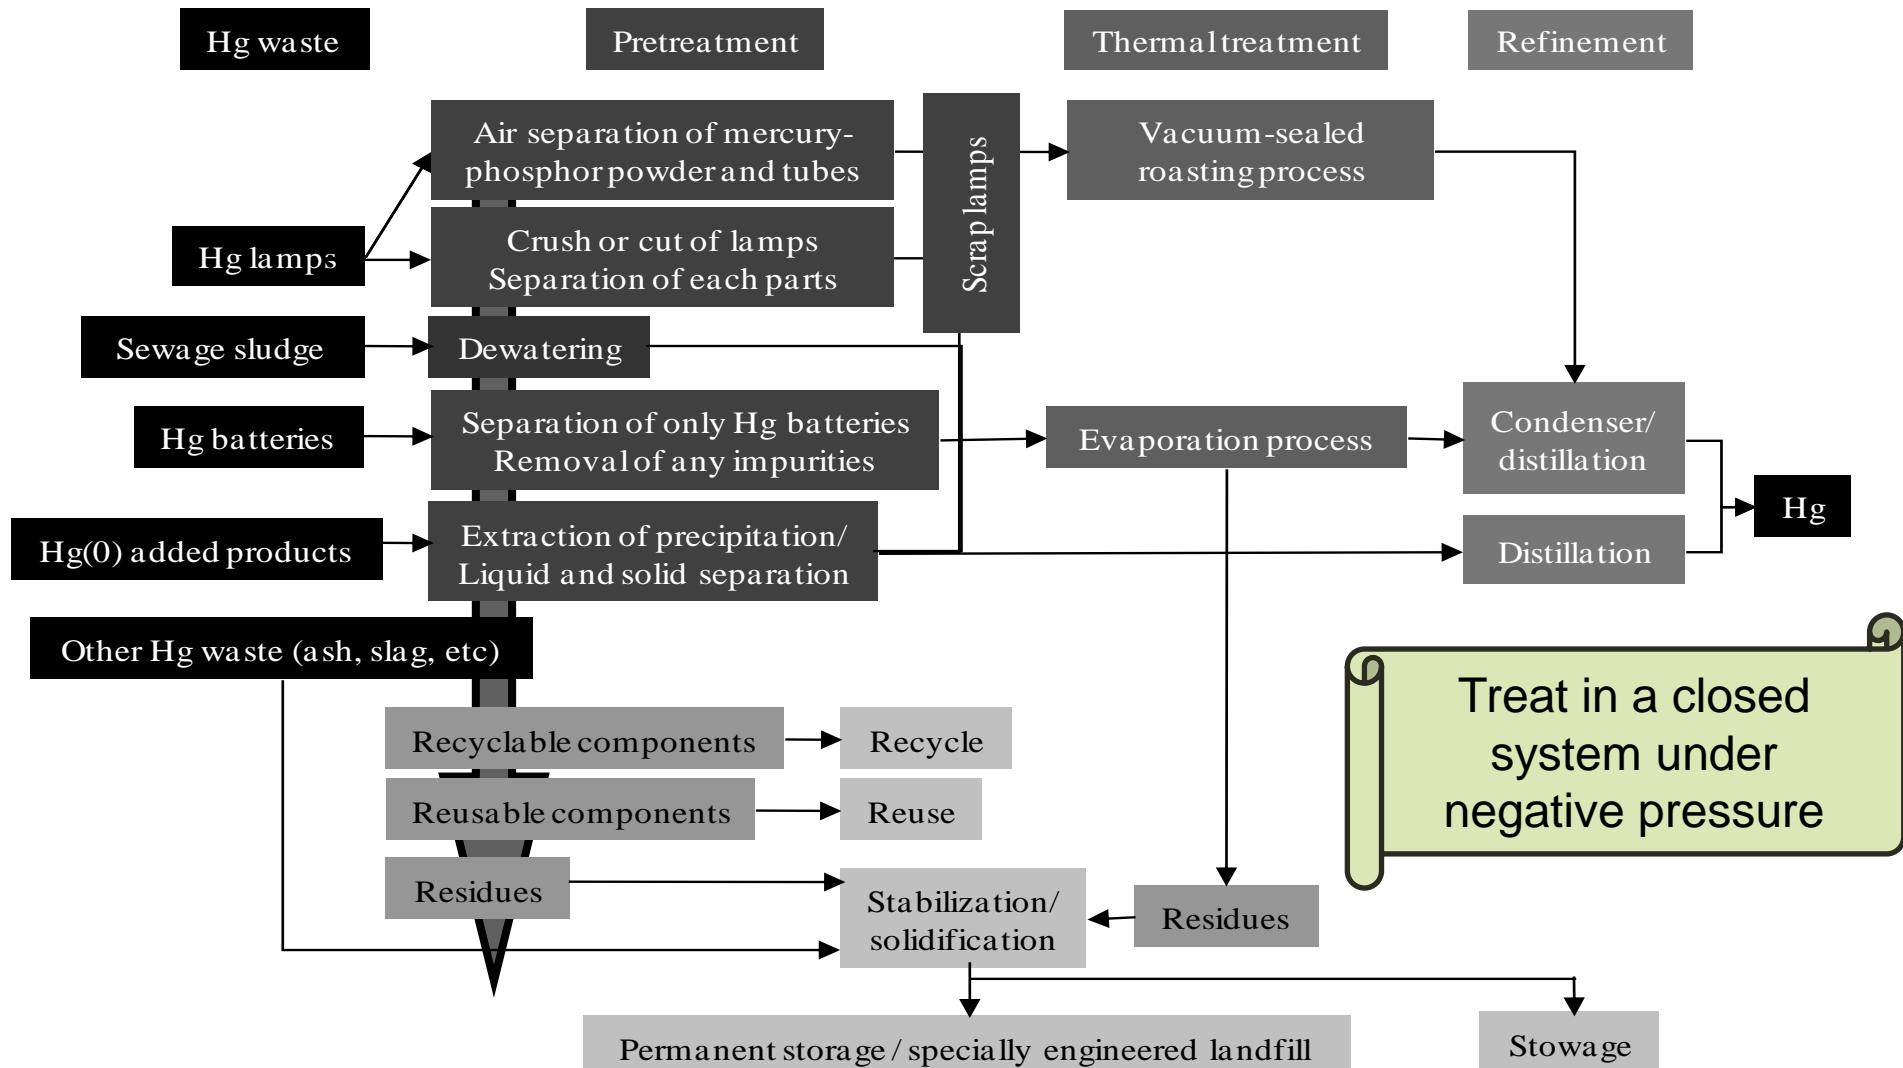 Hg waste
Pretreatment
Thermal treatment
Refinement
Air separation of mercury-
phosphor powder and tubes
Scrap lamps
Vacuum-sealed
roasting process
Hg lamps
Crush or cut of lamps
Separation of each parts
Sewage sludge
Dewatering
Hg batteries
Separation of only Hg batteries
Removal of any impurities
Evaporation process
Condenser/
distillation
Hg
Hg(0) added products
Extraction of precipitation/
Liquid and solid separation
Distillation
Other Hg waste (ash, slag, etc)
Treat in a closed
system under
negative pressure
Recyclable components
Recycle
Reusable components
Reuse
Residues
Stabilization/
solidification
Residues
Permanent storage / specially engineered landfill
Stowage